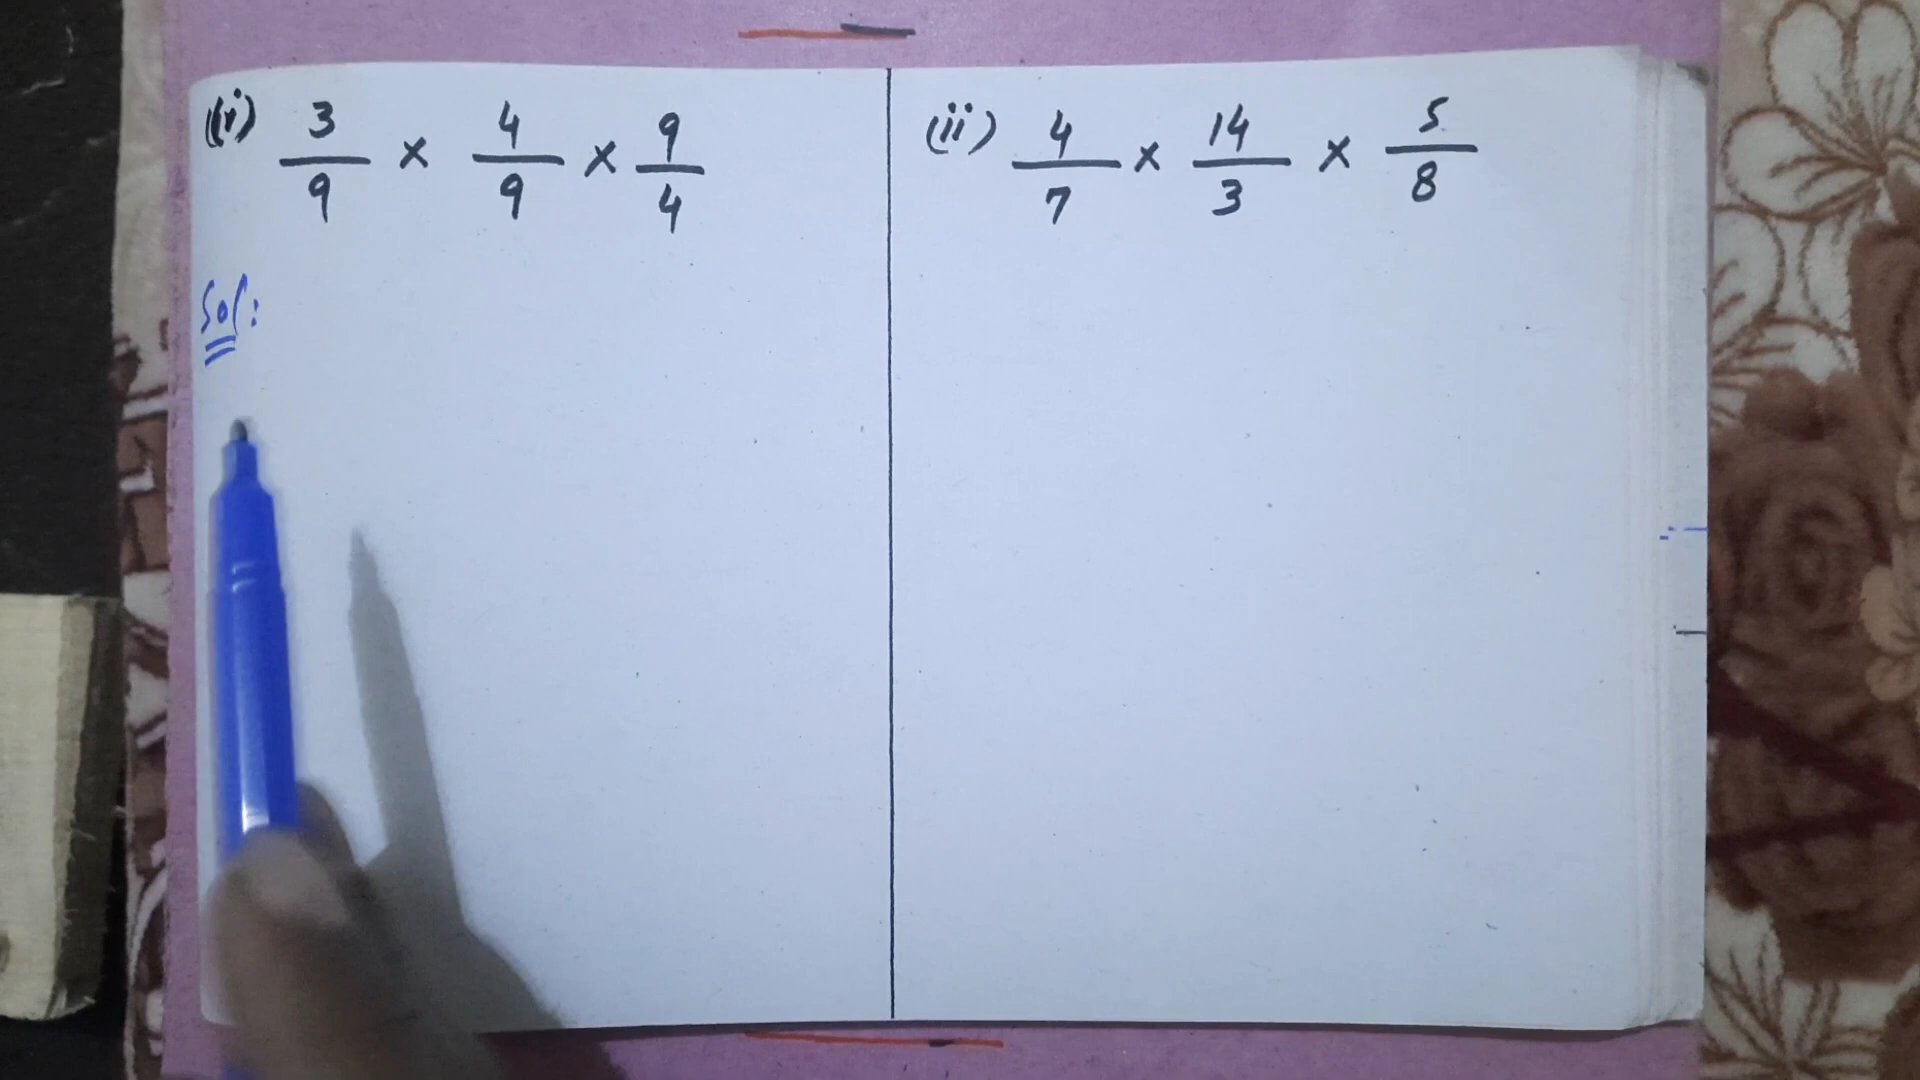 (i) 3/9 × 4/9 × 9/4
Sol:
(ii) 4/7 × 14/3 × 5/8